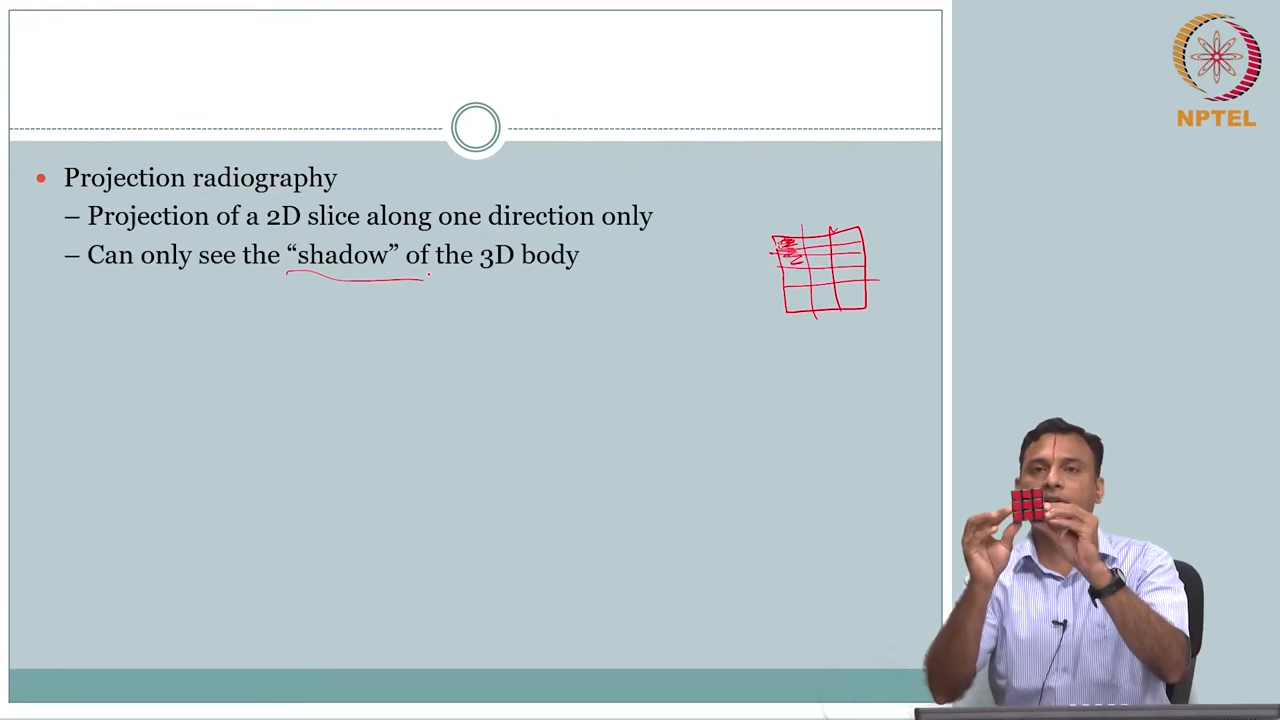 NPTEL
• Projection radiography
– Projection of a 2D slice along one direction only
– Can only see the “shadow” of the 3D body